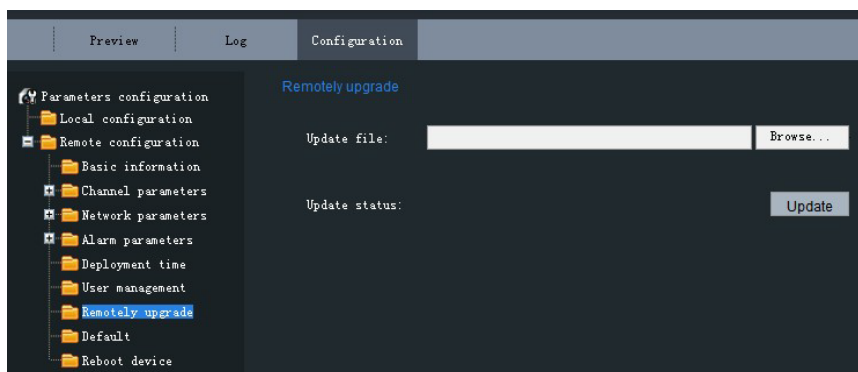 Preview Log Configuration
Parameters configuration
Local configuration
Remote configuration
Basic information
Channel parameters
Network parameters
Alarm parameters
Deployment time
User management
Remotely upgrade
Default
Reboot device
Remotely upgrade
Update file: Browse...
Update status: Update